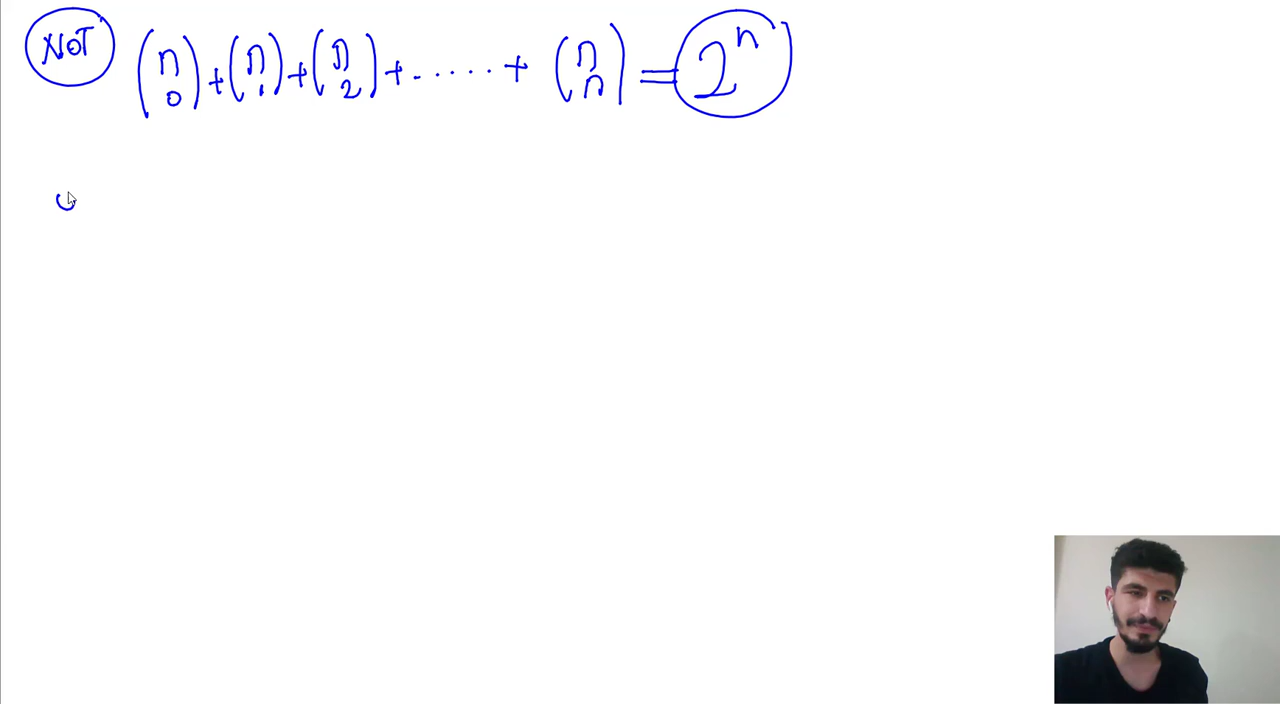 NOT (n 0) + (n 1) + (n 2) + ..... + (n n) = 2^n